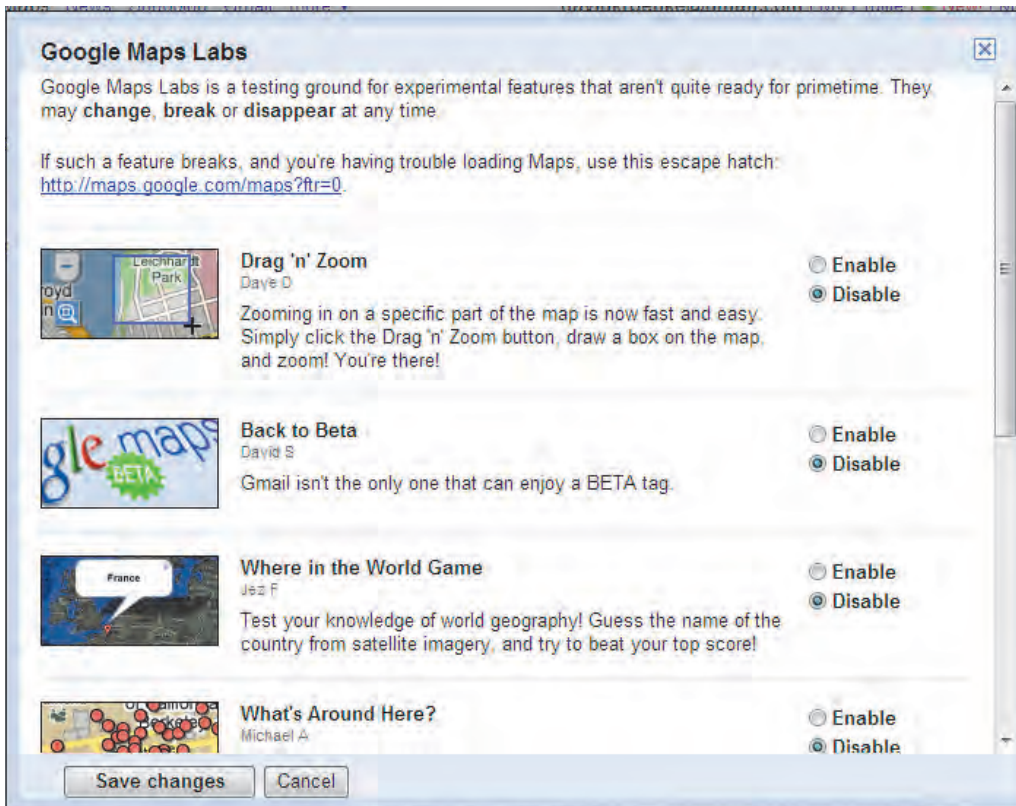 Google Maps Labs
Google Maps Labs is a testing ground for experimental features that aren't quite ready for primetime. They
may change, break or disappear at any time.
If such a feature breaks, and you're having trouble loading Maps, use this escape hatch:
http://maps.google.com/maps?ftr=0.
Leichhardt
Park
royd
Drag 'n' Zoom
Dave D
Enable
Disable
Zooming in on a specific part of the map is now fast and easy.
Simply click the Drag 'n' Zoom button, draw a box on the map,
and zoom! You're there!
gle maps
BETA
Back to Beta
David S
Enable
Disable
Gmail isn't the only one that can enjoy a BETA tag.
France
Where in the World Game
Jez F
Enable
Disable
Test your knowledge of world geography! Guess the name of the
country from satellite imagery, and try to beat your top score!
Berkeley
What's Around Here?
Michael A
Enable
Disable
Save changes
Cancel